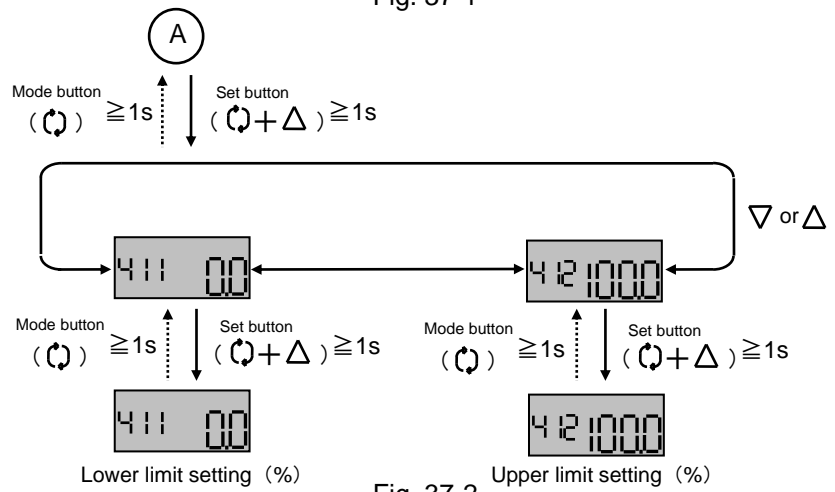 A
Mode button
( ) ≧1s
Set button
( + △ ) ≧1s
▽ or △
411 0.0
412 100.0
Mode button
( ) ≧1s
Set button
( + △ ) ≧1s
Mode button
( ) ≧1s
Set button
( + △ ) ≧1s
411 0.0
412 100.0
Lower limit setting (%)
Upper limit setting (%)